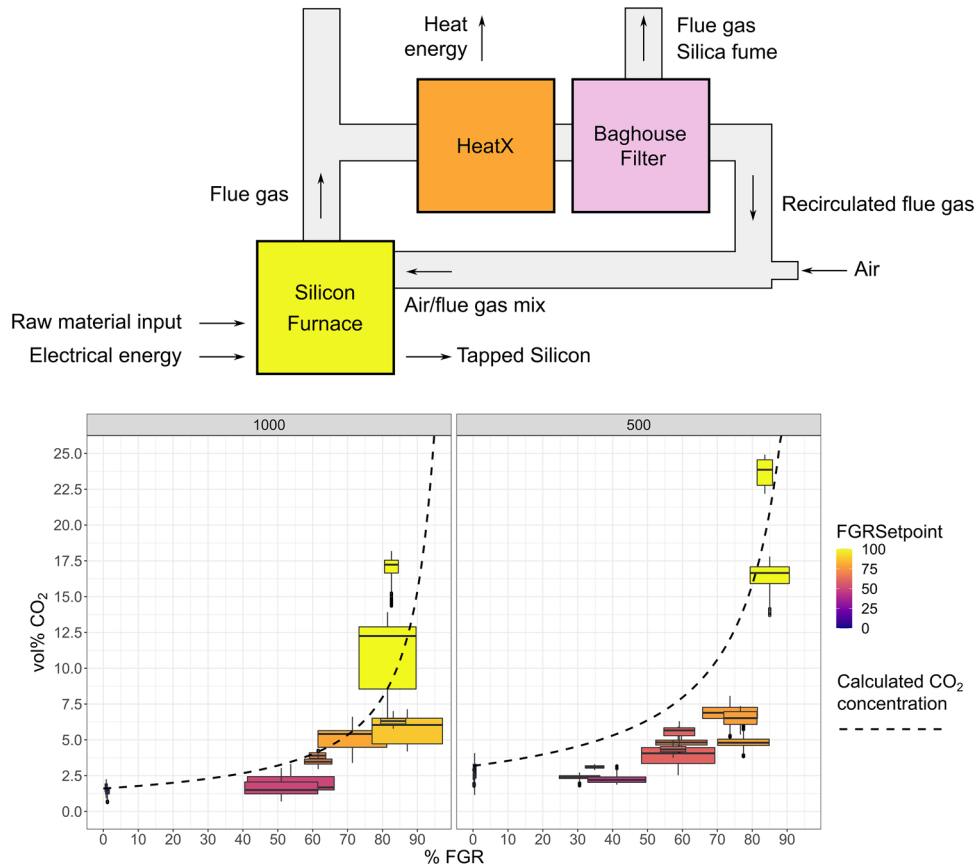 Heat
energy
Flue gas
Silica fume
HeatX
Baghouse
Filter
Flue gas
Recirculated flue gas
Air
Silicon
Furnace
Air/flue gas mix
Raw material input
Electrical energy
Tapped Silicon
1000
500
25.0
22.5
20.0
17.5
15.0
12.5
10.0
7.5
5.0
2.5
0.0
vol% CO₂
0 10 20 30 40 50 60 70 80 90
0 10 20 30 40 50 60 70 80 90
% FGR
FGRSetpoint
100
75
50
25
0
Calculated CO₂
concentration